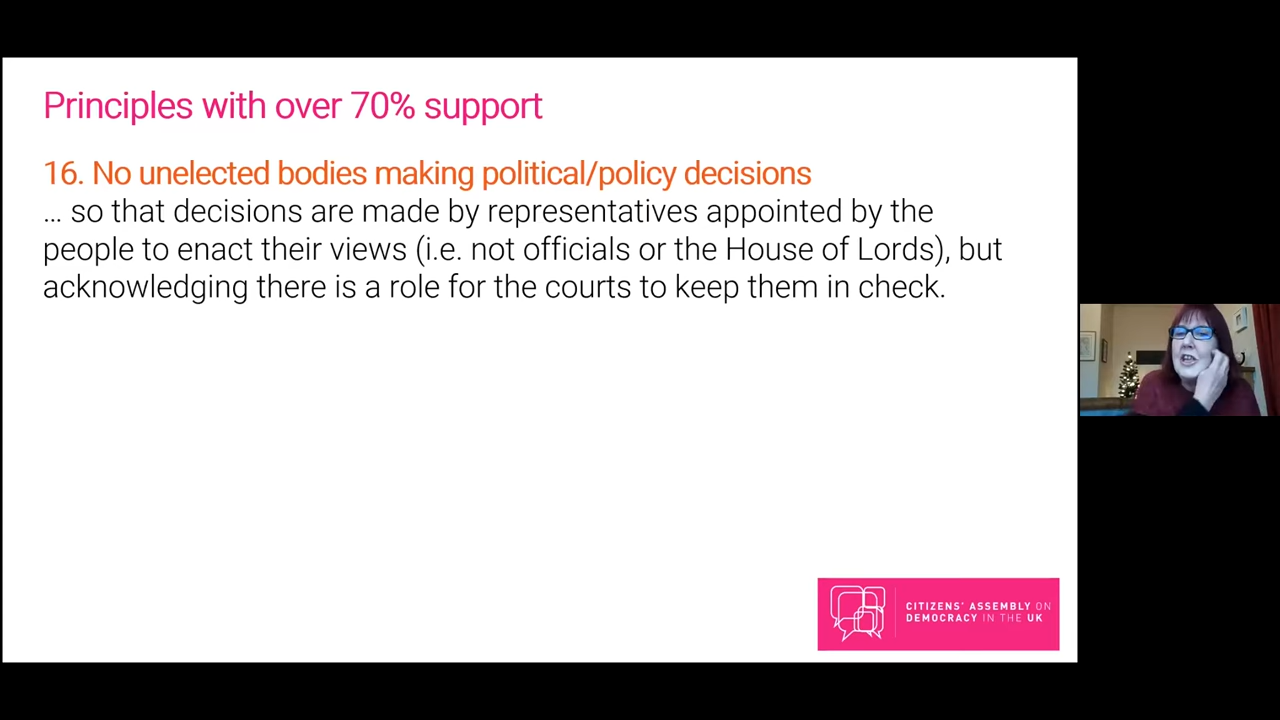 Principles with over 70% support
16. No unelected bodies making political/policy decisions
… so that decisions are made by representatives appointed by the
people to enact their views (i.e. not officials or the House of Lords), but
acknowledging there is a role for the courts to keep them in check.
CITIZENS' ASSEMBLY ON
DEMOCRACY IN THE UK